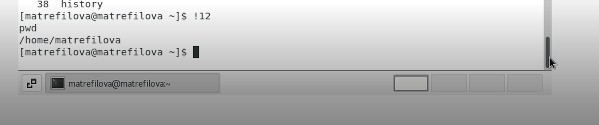 38  history
[matrefilova@matrefilova ~]$ !12
pwd
/home/matrefilova
[matrefilova@matrefilova ~]$
matrefilova@matrefilova:~